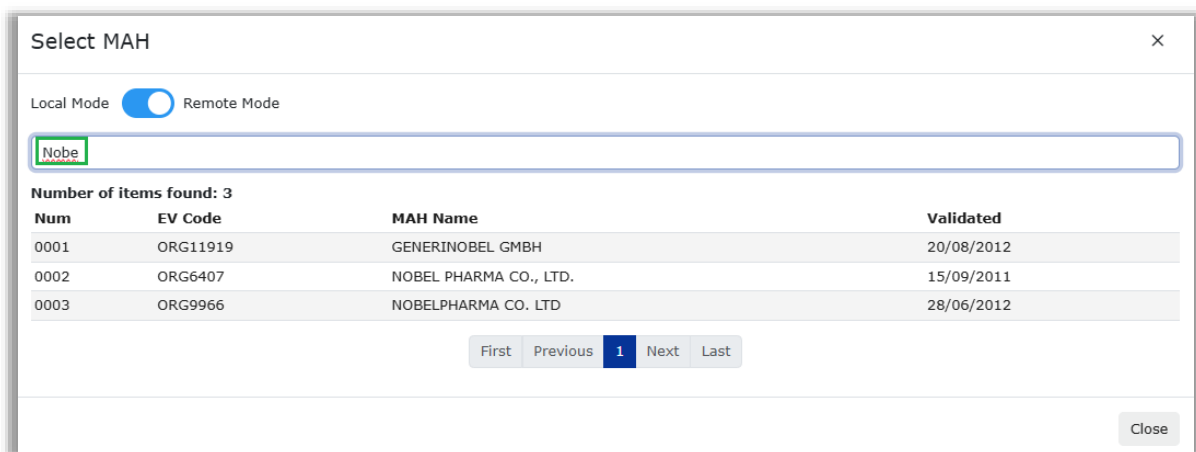 Select MAH ×
Local Mode Remote Mode
Nobe
Number of items found: 3
Num EV Code MAH Name Validated
0001 ORG11919 GENERINOBEL GMBH 20/08/2012
0002 ORG6407 NOBEL PHARMA CO., LTD. 15/09/2011
0003 ORG9966 NOBELPHARMA CO. LTD 28/06/2012
First Previous 1 Next Last
Close